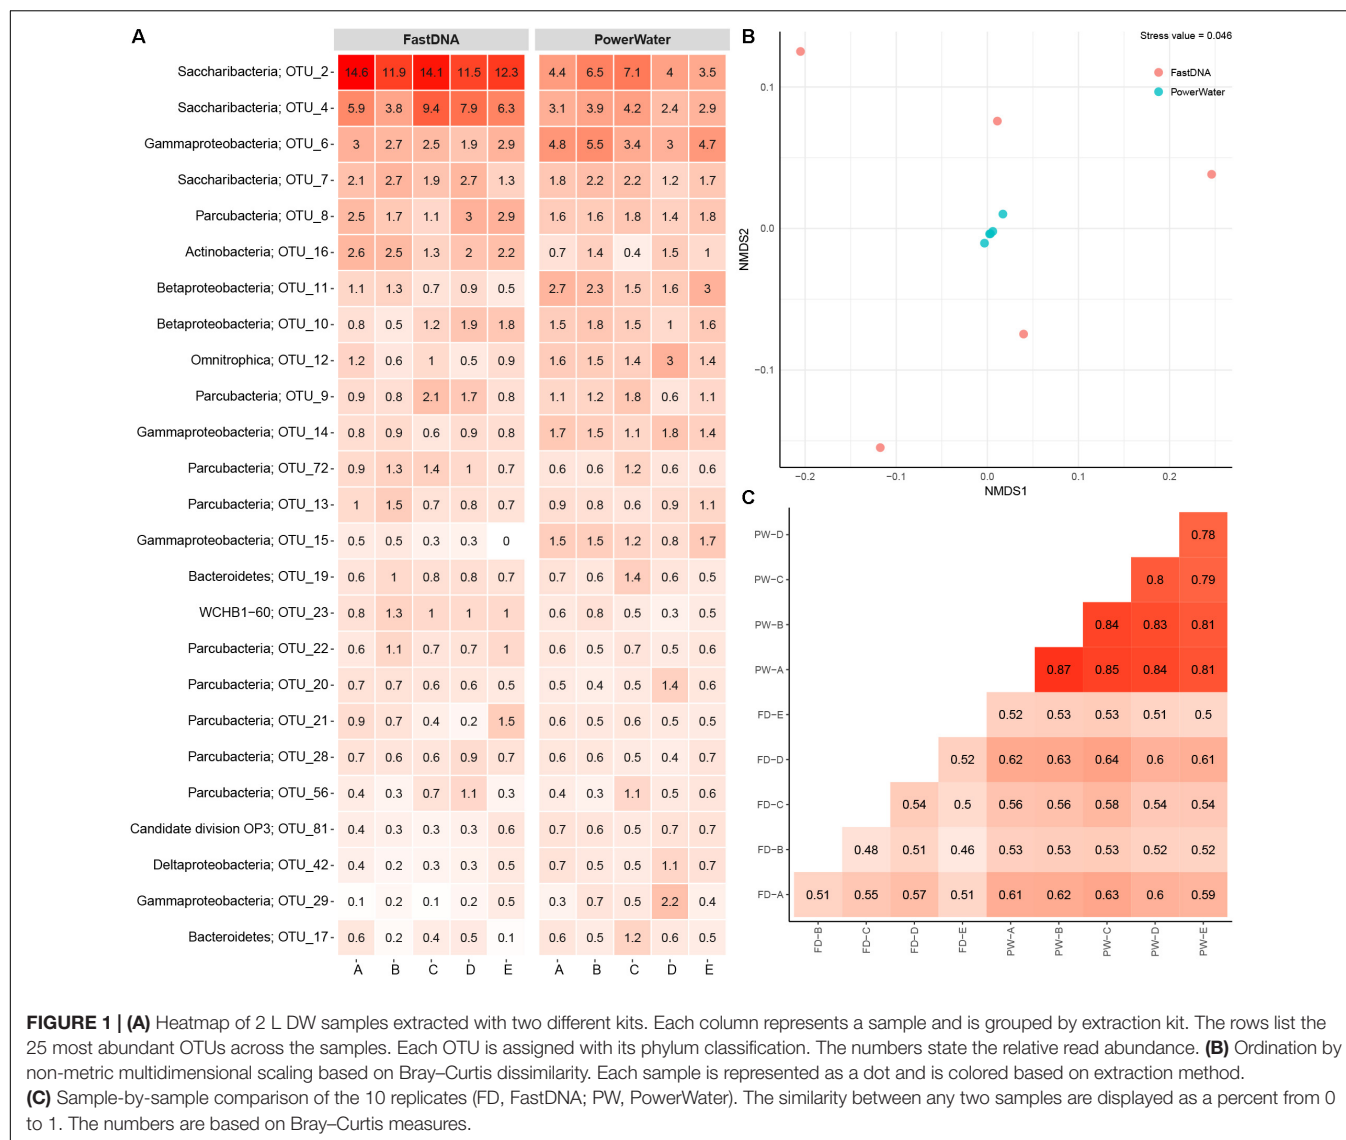 A
FastDNA PowerWater
Saccharibacteria; OTU_2 14.6 11.9 14.1 11.5 12.3 4.4 6.5 7.1 4 3.5
Saccharibacteria; OTU_4 5.9 3.8 9.4 7.9 6.3 3.1 3.9 4.2 2.4 2.9
Gammaproteobacteria; OTU_6 3 2.7 2.5 1.9 2.9 4.8 5.5 3.4 3 4.7
Saccharibacteria; OTU_7 2.1 2.7 1.9 2.7 1.3 1.8 2.2 2.2 1.2 1.7
Parcubacteria; OTU_8 2.5 1.7 1.1 3 2.9 1.6 1.6 1.8 1.4 1.8
Actinobacteria; OTU_16 2.6 2.5 1.3 2 2.2 0.7 1.4 0.4 1.5 1
Betaproteobacteria; OTU_11 1.1 1.3 0.7 0.9 0.5 2.7 2.3 1.5 1.6 3
Betaproteobacteria; OTU_10 0.8 0.5 1.2 1.9 1.8 1.5 1.8 1.5 1 1.6
Omnitrophica; OTU_12 1.2 0.6 1 0.5 0.9 1.6 1.5 1.4 3 1.4
Parcubacteria; OTU_9 0.9 0.8 2.1 1.7 0.8 1.1 1.2 1.8 0.6 1.1
Gammaproteobacteria; OTU_14 0.8 0.9 0.6 0.9 0.8 1.7 1.5 1.1 1.8 1.4
Parcubacteria; OTU_72 0.9 1.3 1.4 1 0.7 0.6 0.6 1.2 0.6 0.6
Parcubacteria; OTU_13 1 1.5 0.7 0.8 0.7 0.9 0.8 0.6 0.9 1.1
Gammaproteobacteria; OTU_15 0.5 0.5 0.3 0.3 0 1.5 1.5 1.2 0.8 1.7
Bacteroidetes; OTU_19 0.6 1 0.8 0.8 0.7 0.7 0.6 1.4 0.6 0.5
WCHB1−60; OTU_23 0.8 1.3 1 1 1 0.6 0.8 0.5 0.3 0.5
Parcubacteria; OTU_22 0.6 1.1 0.7 0.7 1 0.6 0.5 0.7 0.5 0.6
Parcubacteria; OTU_20 0.7 0.7 0.6 0.6 0.5 0.5 0.4 0.5 1.4 0.6
Parcubacteria; OTU_21 0.9 0.7 0.4 0.2 1.5 0.6 0.5 0.6 0.5 0.5
Parcubacteria; OTU_28 0.7 0.6 0.6 0.9 0.7 0.6 0.6 0.5 0.4 0.7
Parcubacteria; OTU_56 0.4 0.3 0.7 1.1 0.3 0.4 0.3 1.1 0.5 0.6
Candidate division OP3; OTU_81 0.4 0.3 0.3 0.3 0.6 0.7 0.6 0.5 0.7 0.7
Deltaproteobacteria; OTU_42 0.4 0.2 0.3 0.3 0.5 0.7 0.5 0.5 1.1 0.7
Gammaproteobacteria; OTU_29 0.1 0.2 0.1 0.2 0.5 0.3 0.7 0.5 2.2 0.4
Bacteroidetes; OTU_17 0.6 0.2 0.4 0.5 0.1 0.6 0.5 1.2 0.6 0.5
A B C D E A B C D E
B
Stress value = 0.046
FastDNA
PowerWater
NMDS2
0.1
0.0
−0.1
−0.2 −0.1 0.0 0.1 0.2
NMDS1
C
PW−D 0.78
PW−C 0.8 0.79
PW−B 0.84 0.83 0.81
PW−A 0.87 0.85 0.84 0.81
FD−E 0.52 0.53 0.53 0.51 0.5
FD−D 0.52 0.62 0.63 0.64 0.6 0.61
FD−C 0.54 0.5 0.56 0.56 0.58 0.54 0.54
FD−B 0.48 0.51 0.46 0.53 0.53 0.53 0.52 0.52
FD−A 0.51 0.55 0.57 0.51 0.61 0.62 0.63 0.6 0.59
FD−B FD−C FD−D FD−E PW−A PW−B PW−C PW−D PW−E
FIGURE 1 | (A) Heatmap of 2 L DW samples extracted with two different kits. Each column represents a sample and is grouped by extraction kit. The rows list the
25 most abundant OTUs across the samples. Each OTU is assigned with its phylum classification. The numbers state the relative read abundance. (B) Ordination by
non-metric multidimensional scaling based on Bray–Curtis dissimilarity. Each sample is represented as a dot and is colored based on extraction method.
(C) Sample-by-sample comparison of the 10 replicates (FD, FastDNA; PW, PowerWater). The similarity between any two samples are displayed as a percent from 0
to 1. The numbers are based on Bray–Curtis measures.